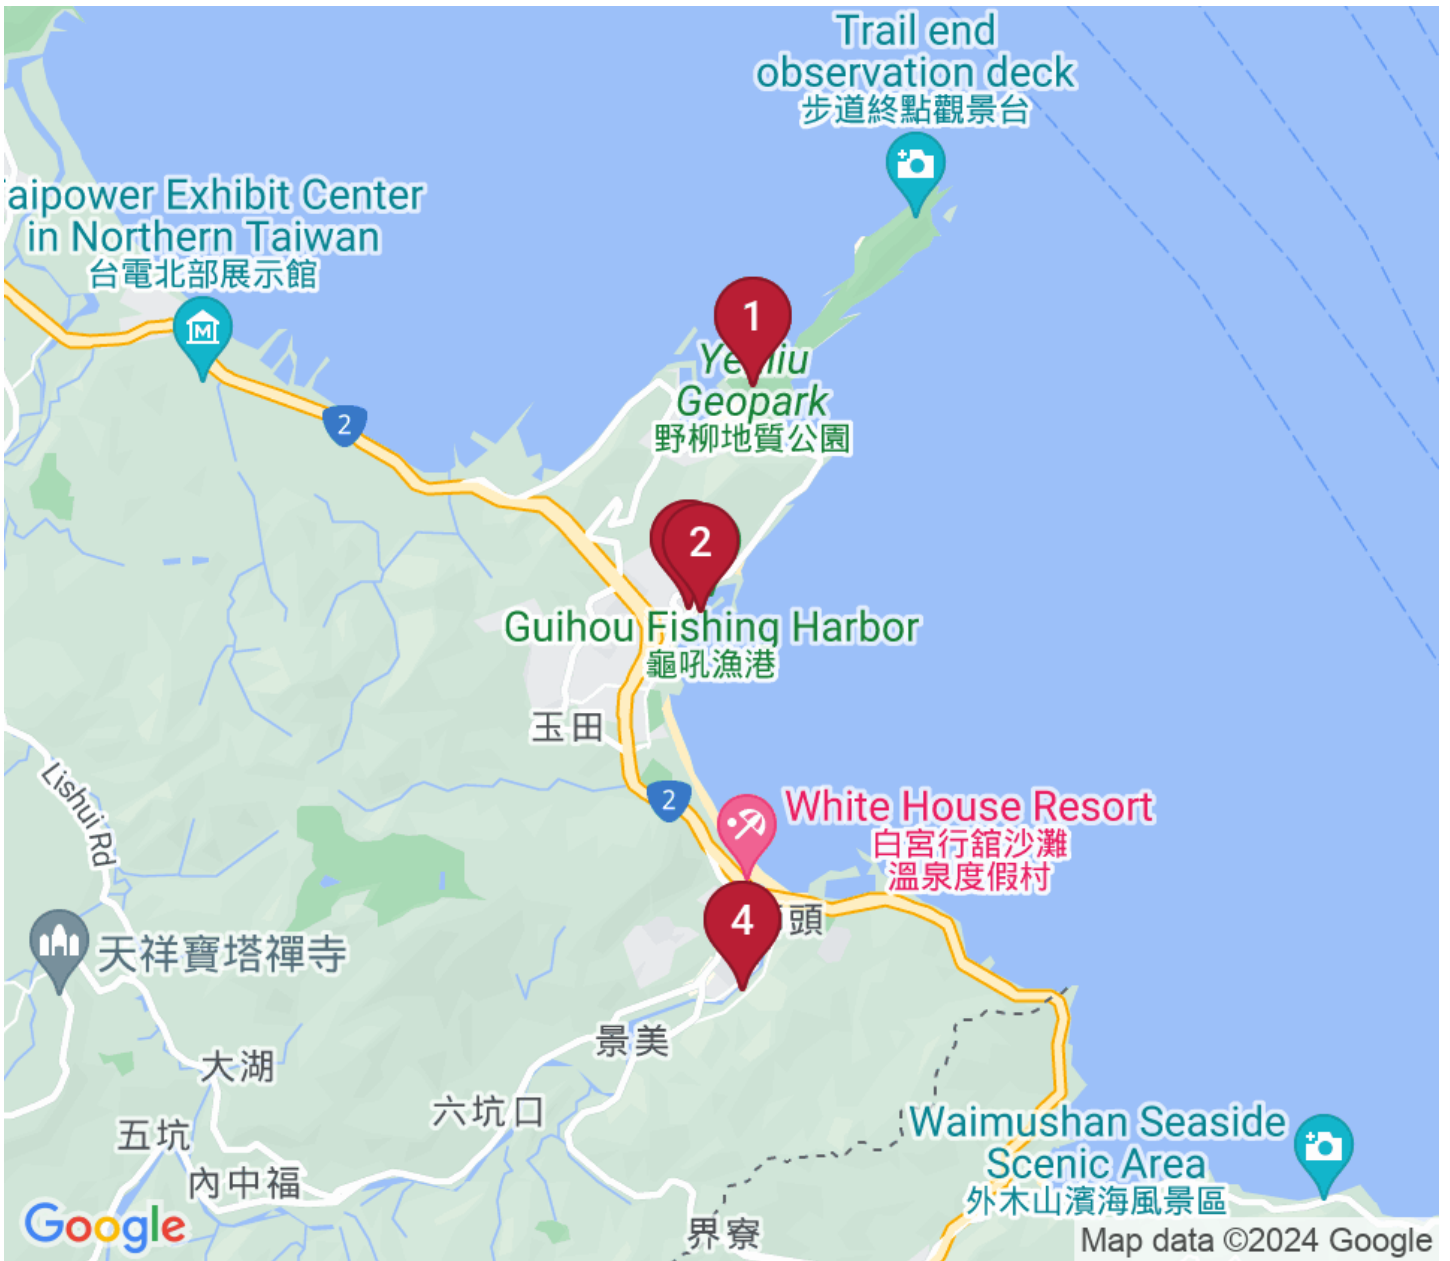 Trail end
observation deck
步道終點觀景台
aipower Exhibit Center
in Northern Taiwan
台電北部展示館
2
1
Geopark
野柳地質公園
2
Guihou Fishing Harbor
龜吼漁港
玉田
Lishui Rd
2
White House Resort
白宮行舘沙灘
溫泉度假村
4
頭
天祥寶塔禪寺
景美
大湖
六坑口
五坑
內中福
Waimushan Seaside
Scenic Area
外木山濱海風景區
界寮
Google
Map data ©2024 Google